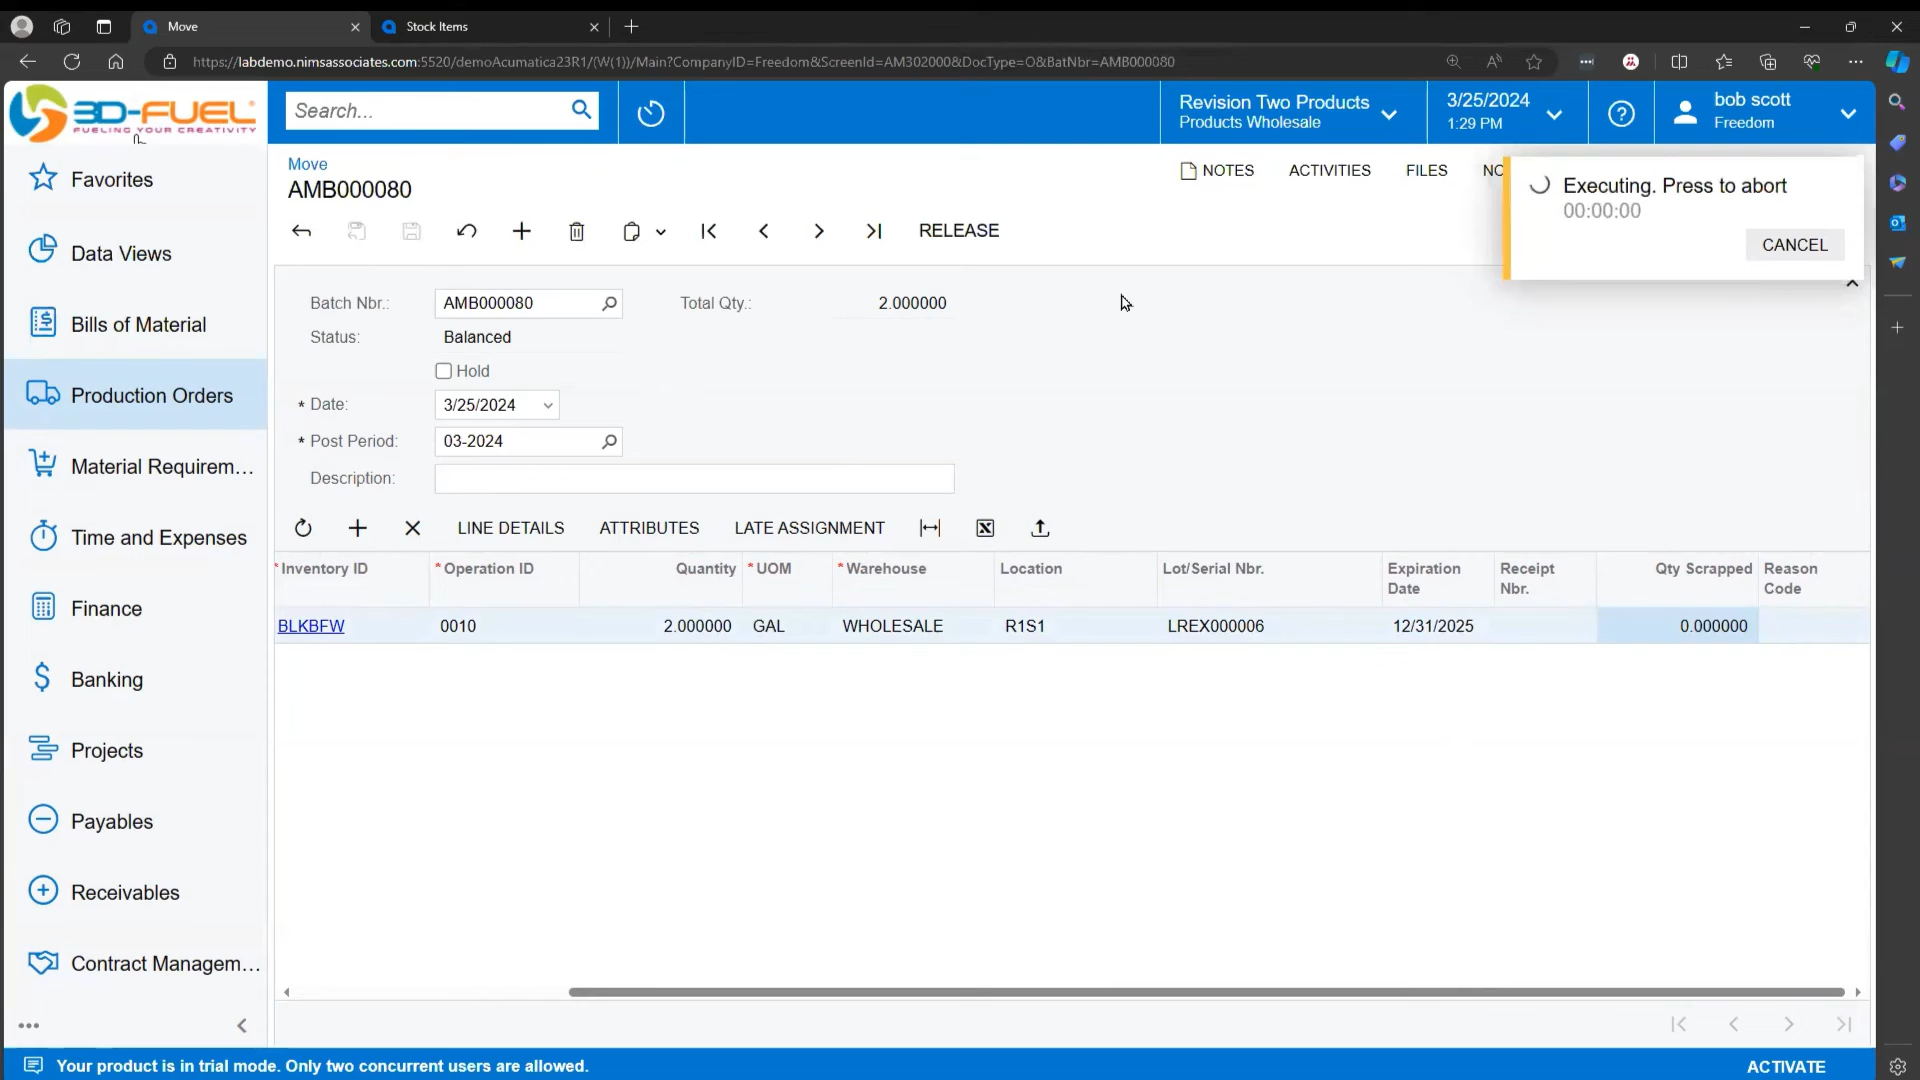 Move
Stock Items
https://labdemo.nimsassociates.com:5520/demoAcumatica23R1/(W(1))/Main?CompanyID=Freedom&ScreenId=AM302000&DocType=O&BatNbr=AMB000080
3D-FUEL
FUELING YOUR CREATIVITY
Search...
Revision Two Products
Products Wholesale
3/25/2024
1:29 PM
bob scott
Freedom
Favorites
Data Views
Bills of Material
Production Orders
Material Requirem...
Time and Expenses
Finance
Banking
Projects
Payables
Receivables
Contract Managem...
Move
AMB000080
NOTES
ACTIVITIES
FILES
NO
Executing. Press to abort
00:00:00
CANCEL
RELEASE
Batch Nbr.: AMB000080
Total Qty.: 2.000000
Status: Balanced
Hold
* Date: 3/25/2024
* Post Period: 03-2024
Description:
LINE DETAILS
ATTRIBUTES
LATE ASSIGNMENT
* Inventory ID * Operation ID Quantity * UOM * Warehouse Location Lot/Serial Nbr. Expiration Date Receipt Nbr. Qty Scrapped Reason Code
BLKBFW 0010 2.000000 GAL WHOLESALE R1S1 LREX000006 12/31/2025 0.000000
Your product is in trial mode. Only two concurrent users are allowed.
ACTIVATE